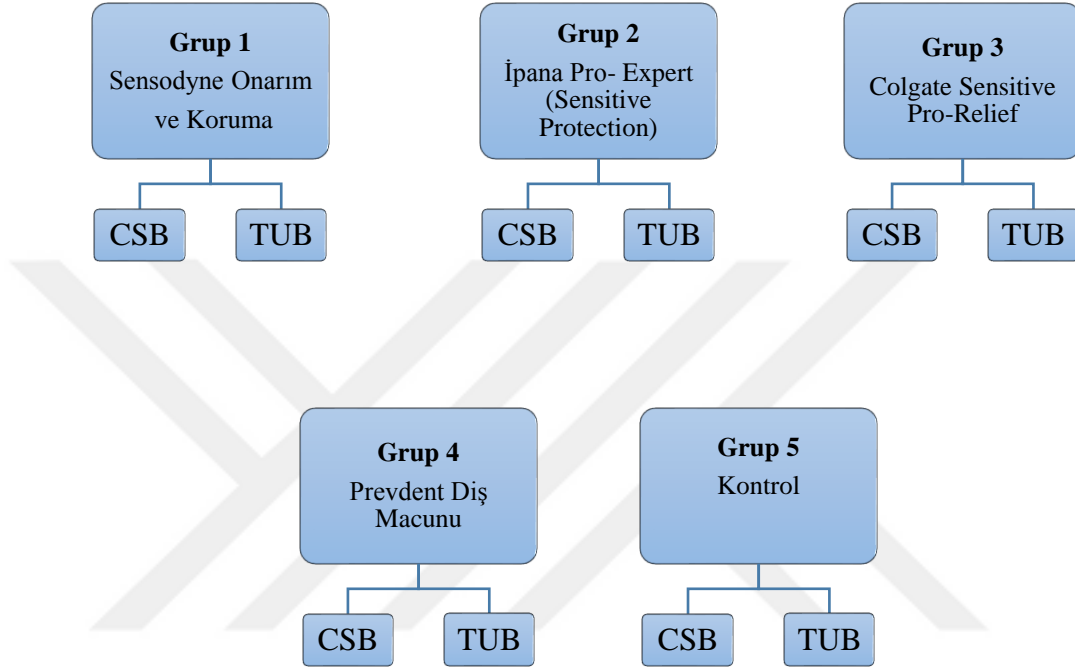 Grup 1
Sensodyne Onarım
ve Koruma
CSB
TUB
Grup 2
İpana Pro- Expert
(Sensitive
Protection)
CSB
TUB
Grup 3
Colgate Sensitive
Pro-Relief
CSB
TUB
Grup 4
Prevdent Diş
Macunu
CSB
TUB
Grup 5
Kontrol
CSB
TUB